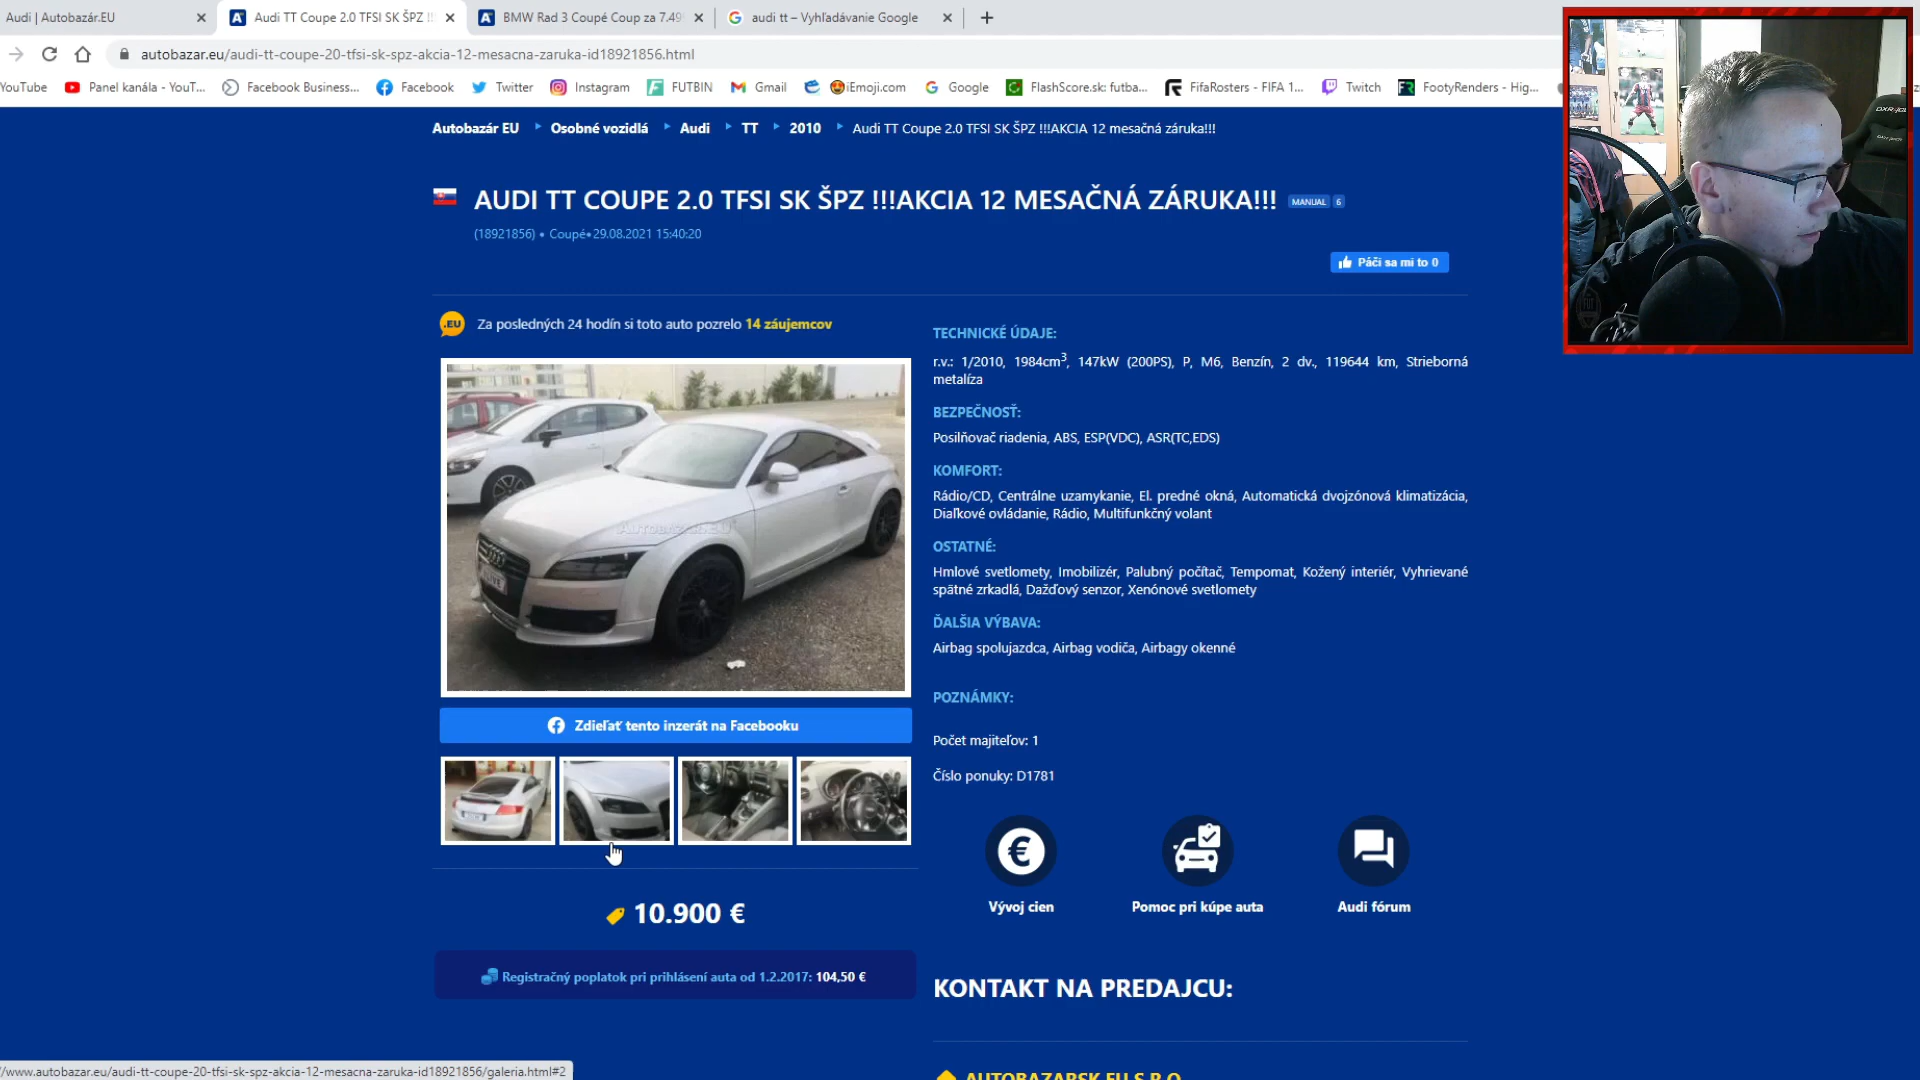 Audi | Autobazár.EU
Audi TT Coupe 2.0 TFSI SK ŠPZ !!
BMW Rad 3 Coupé Coup za 7.49
audi tt – Vyhľadávanie Google
autobazar.eu/audi-tt-coupe-20-tfsi-sk-spz-akcia-12-mesacna-zaruka-id18921856.html
YouTube
Panel kanála - YouT...
Facebook Business...
Facebook
Twitter
Instagram
FUTBIN
Gmail
iEmoji.com
Google
FlashScore.sk: futba...
FifaRosters - FIFA 1...
Twitch
FootyRenders - Hig...
Autobazár EU Osobné vozidlá Audi TT 2010 Audi TT Coupe 2.0 TFSI SK ŠPZ !!!AKCIA 12 mesačná záruka!!!
AUDI TT COUPE 2.0 TFSI SK ŠPZ !!!AKCIA 12 MESAČNÁ ZÁRUKA!!! MANUAL 6
(18921856) • Coupé• 29.08.2021 15:40:20
Páči sa mi to 0
.EU Za posledných 24 hodín si toto auto pozrelo 14 záujemcov
AUTOBAZAR.EU
Zdieľať tento inzerát na Facebooku
10.900 €
Registračný poplatok pri prihlásení auta od 1.2.2017: 104,50 €
TECHNICKÉ ÚDAJE:
r.v.: 1/2010, 1984cm³, 147kW (200PS), P, M6, Benzín, 2 dv., 119644 km, Strieborná
metalíza
BEZPEČNOSŤ:
Posilňovač riadenia, ABS, ESP(VDC), ASR(TC,EDS)
KOMFORT:
Rádio/CD, Centrálne uzamykanie, El. predné okná, Automatická dvojzónová klimatizácia,
Diaľkové ovládanie, Rádio, Multifunkčný volant
OSTATNÉ:
Hmlové svetlomety, Imobilizér, Palubný počítač, Tempomat, Kožený interiér, Vyhrievané
spätné zrkadlá, Dažďový senzor, Xenónové svetlomety
ĎALŠIA VÝBAVA:
Airbag spolujazdca, Airbag vodiča, Airbagy okenné
POZNÁMKY:
Počet majiteľov: 1
Číslo ponuky: D1781
Vývoj cien
Pomoc pri kúpe auta
Audi fórum
KONTAKT NA PREDAJCU:
AUTOBAZARSK EU S.R.O.
/www.autobazar.eu/audi-tt-coupe-20-tfsi-sk-spz-akcia-12-mesacna-zaruka-id18921856/galeria.html#2